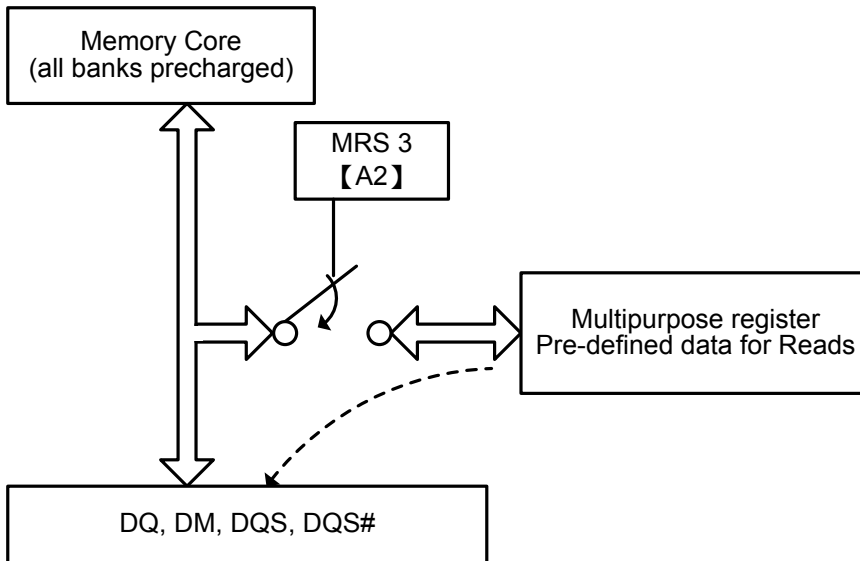 Memory Core
(all banks precharged)
MRS 3
【A2】
Multipurpose register
Pre-defined data for Reads
DQ, DM, DQS, DQS#